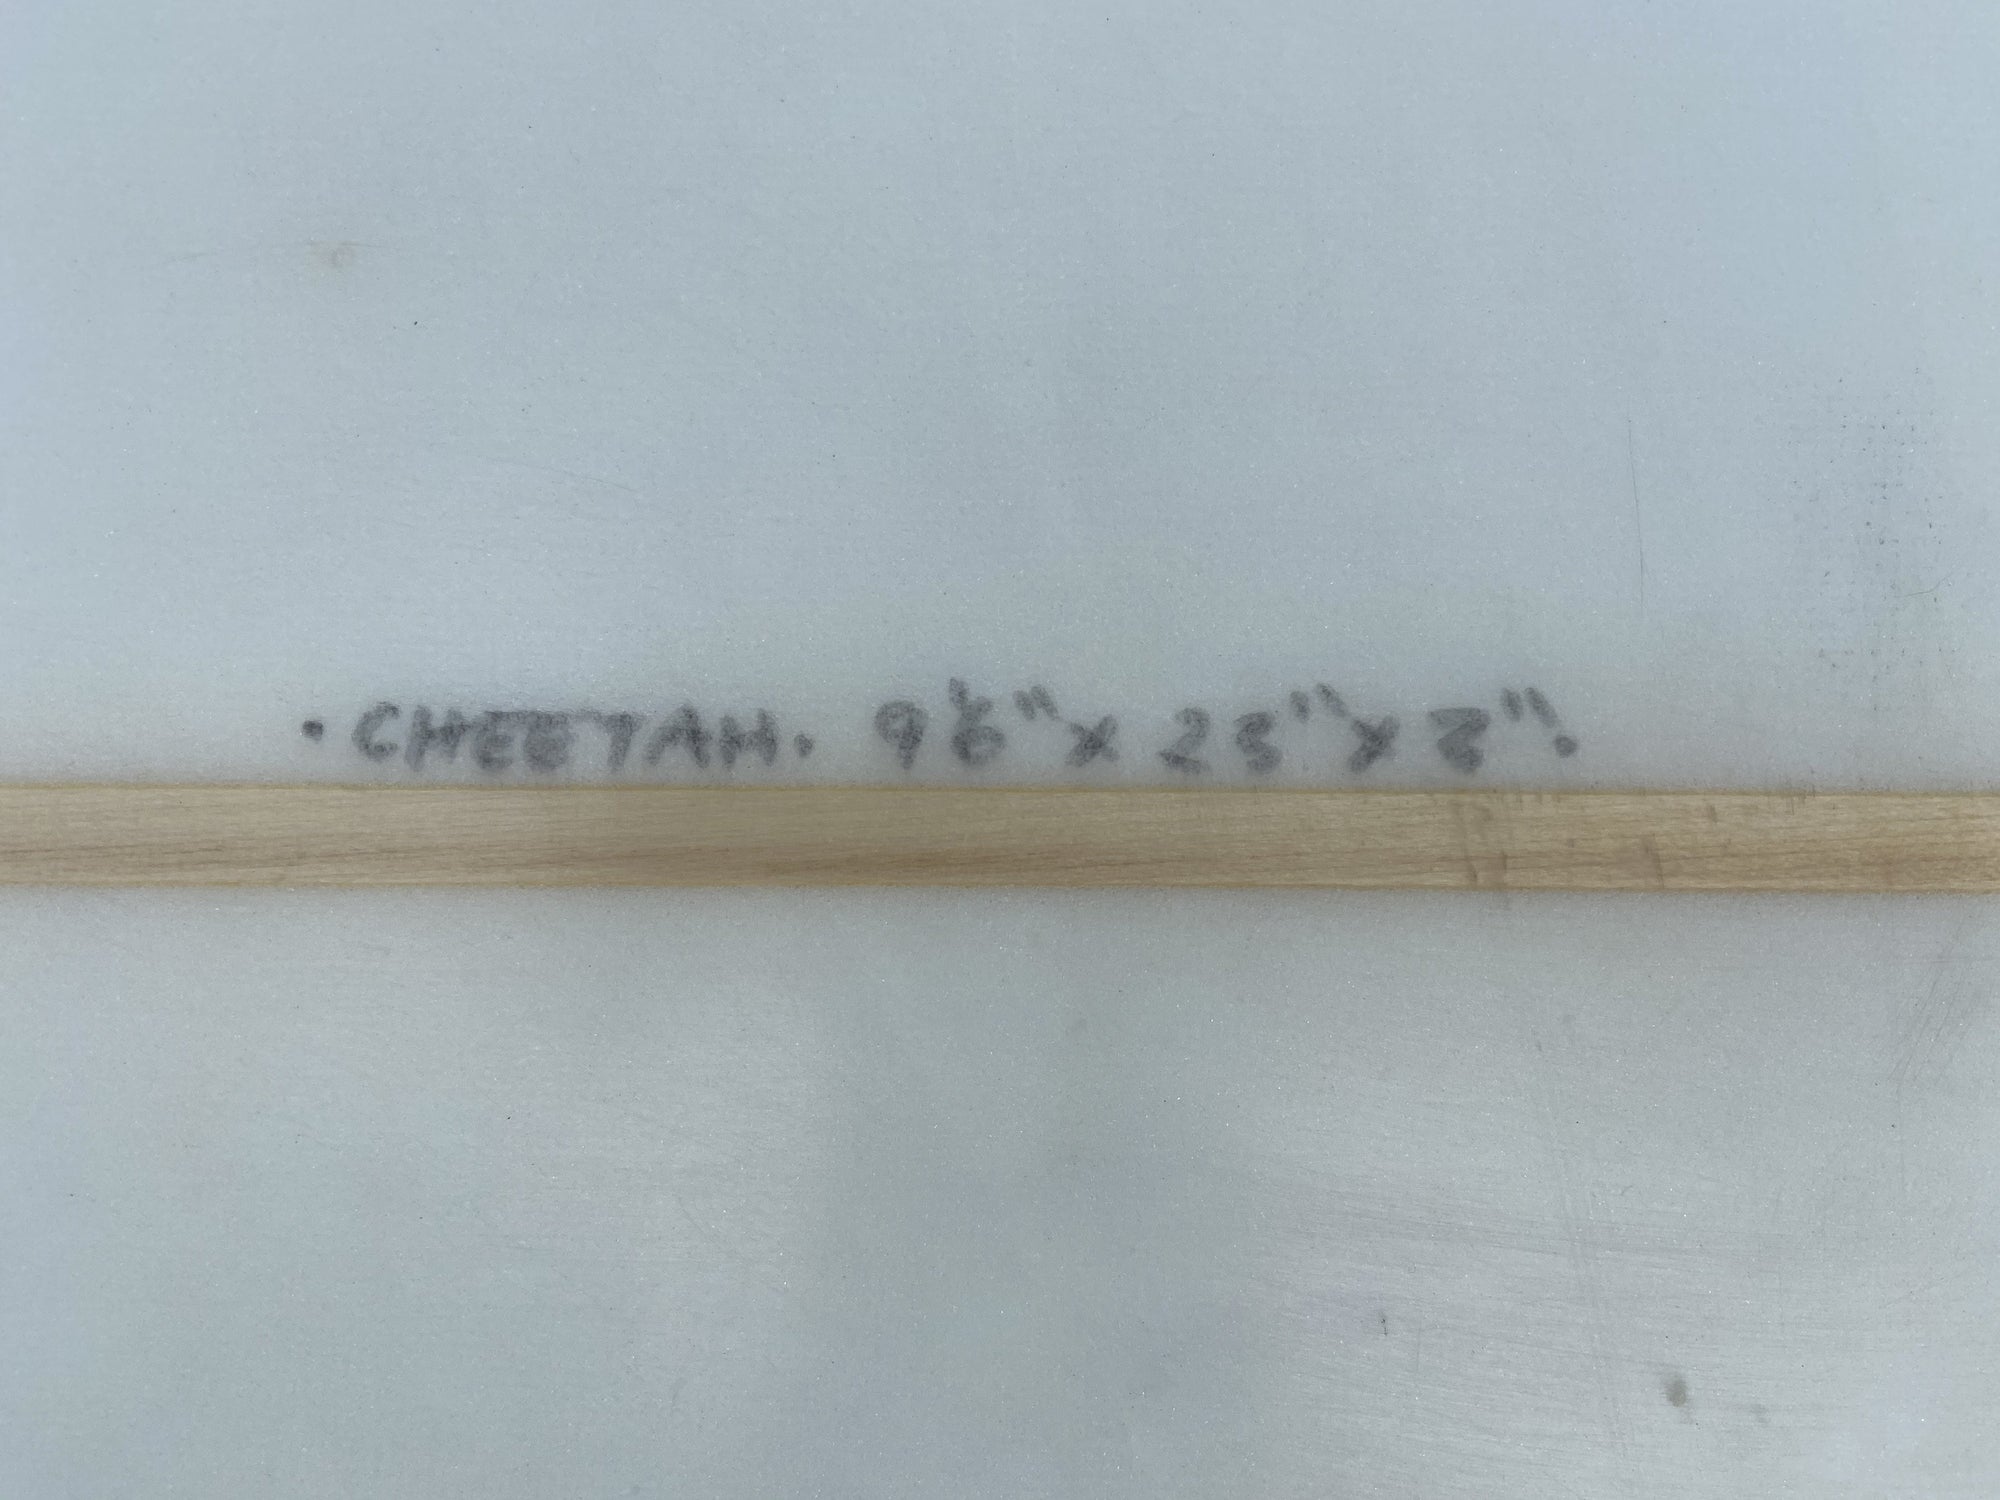 • CHEETAH. 9'6" x 23" x 3".